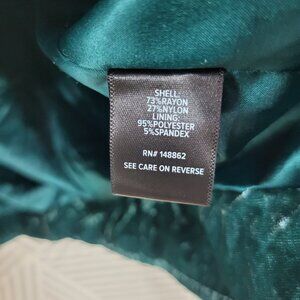 SHELL:
73%RAYON
27%NYLON
LINING:
95%POLYESTER
5%SPANDEX
RN# 148862
SEE CARE ON REVERSE